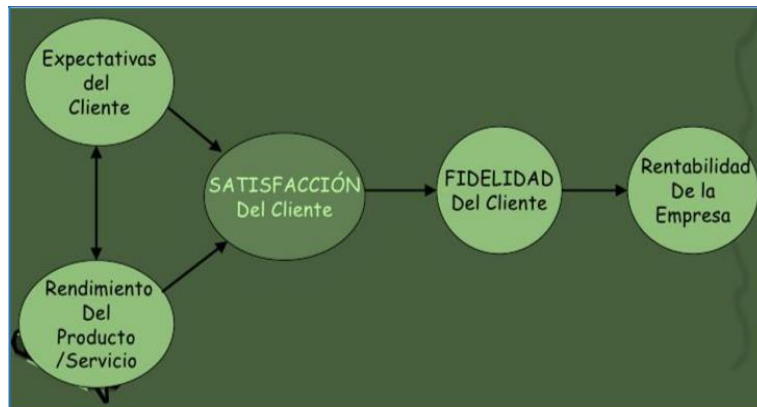 Expectativas
del
Cliente
SATISFACCIÓN
Del Cliente
FIDELIDAD
Del Cliente
Rentabilidad
De la
Empresa
Rendimiento
Del
Producto
/Servicio